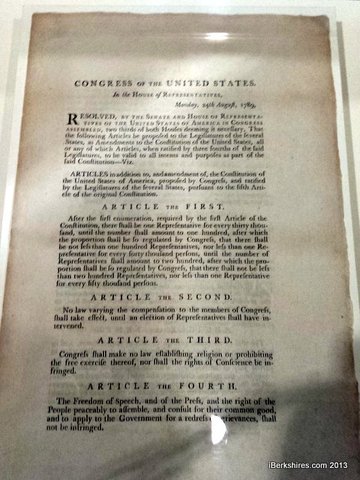 CONGRESS OF THE UNITED STATES.
In the House of Representatives,
Monday, 24th August, 1789,
RESOLVED, BY THE SENATE AND HOUSE OF REPRESENTA-
TIVES OF THE UNITED STATES OF AMERICA IN CONGRESS
ASSEMBLED, two thirds of both Houses deeming it necessary, That
the following Articles be proposed to the Legislatures of the several
States, as Amendments to the Constitution of the United States, all
or any of which Articles, when ratified by three fourths of the said
Legislatures, to be valid to all intents and purposes as part of the
said Constitution—Viz.
ARTICLES in addition to, and amendment of, the Constitution of
the United States of America, proposed by Congress, and ratified
by the Legislatures of the several States, pursuant to the fifth Arti-
cle of the original Constitution.
ARTICLE THE FIRST.
After the first enumeration, required by the first Article of the
Constitution, there shall be one Representative for every thirty thou-
sand, until the number shall amount to one hundred, after which
the proportion shall be so regulated by Congress, that there shall
be not less than one hundred Representatives, nor less than one Re-
presentative for every forty thousand persons, until the number of
Representatives shall amount to two hundred, after which the pro-
portion shall be so regulated by Congress, that there shall not be less
than two hundred Representatives, nor less than one Representative
for every fifty thousand persons.
ARTICLE THE SECOND.
No law varying the compensation to the members of Congress,
shall take effect, until an election of Representatives shall have in-
tervened.
ARTICLE THE THIRD.
Congress shall make no law establishing religion or prohibiting
the free exercise thereof, nor shall the rights of Conscience be in-
fringed.
ARTICLE THE FOURTH.
The Freedom of Speech, and of the Press, and the right of the
People peaceably to assemble, and consult for their common good,
and to apply to the Government for a redress of grievances, shall
not be infringed.
iBerkshires.com 2013